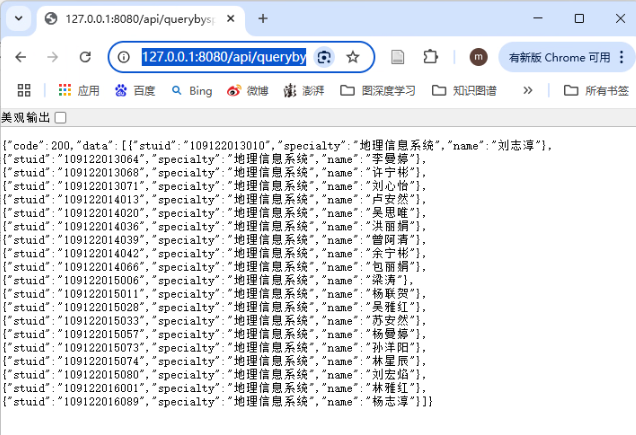 127.0.0.1:8080/api/querybys
127.0.0.1:8080/api/queryby
m
有新版 Chrome 可用
应用 百度 Bing 微博 澎湃 图深度学习 知识图谱 » 所有书签
美观输出
{"code":200,"data":[{"stuid":"109122013010","specialty":"地理信息系统","name":"刘志淳"},
{"stuid":"109122013064","specialty":"地理信息系统","name":"李曼婷"},
{"stuid":"109122013068","specialty":"地理信息系统","name":"许宁彬"},
{"stuid":"109122013071","specialty":"地理信息系统","name":"刘心怡"},
{"stuid":"109122014013","specialty":"地理信息系统","name":"卢安然"},
{"stuid":"109122014020","specialty":"地理信息系统","name":"吴思唯"},
{"stuid":"109122014036","specialty":"地理信息系统","name":"洪丽娟"},
{"stuid":"109122014039","specialty":"地理信息系统","name":"曾阿清"},
{"stuid":"109122014042","specialty":"地理信息系统","name":"余宁彬"},
{"stuid":"109122014066","specialty":"地理信息系统","name":"包丽娟"},
{"stuid":"109122015006","specialty":"地理信息系统","name":"梁涛"},
{"stuid":"109122015011","specialty":"地理信息系统","name":"杨联贺"},
{"stuid":"109122015028","specialty":"地理信息系统","name":"吴雅红"},
{"stuid":"109122015033","specialty":"地理信息系统","name":"苏安然"},
{"stuid":"109122015057","specialty":"地理信息系统","name":"杨曼婷"},
{"stuid":"109122015073","specialty":"地理信息系统","name":"孙洋阳"},
{"stuid":"109122015074","specialty":"地理信息系统","name":"林星辰"},
{"stuid":"109122015080","specialty":"地理信息系统","name":"刘宏焰"},
{"stuid":"109122016001","specialty":"地理信息系统","name":"林雅红"},
{"stuid":"109122016089","specialty":"地理信息系统","name":"杨志淳"}]}